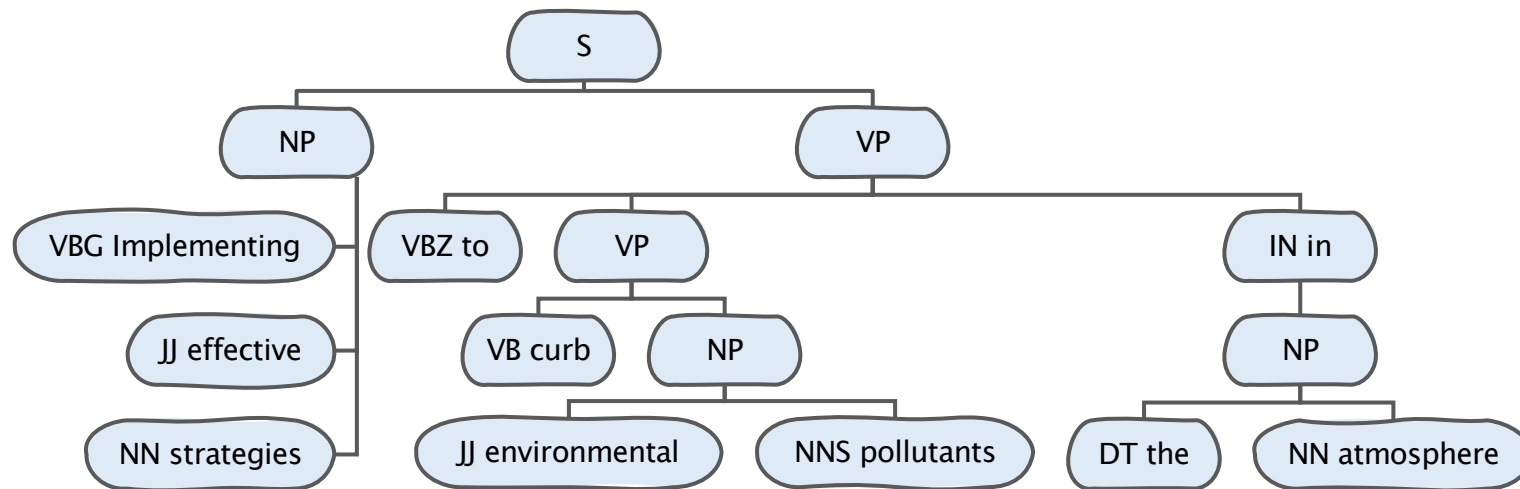 S
NP
VP
VBG Implementing
VBZ to
VP
IN in
JJ effective
VB curb
NP
NP
NN strategies
JJ environmental
NNS pollutants
DT the
NN atmosphere